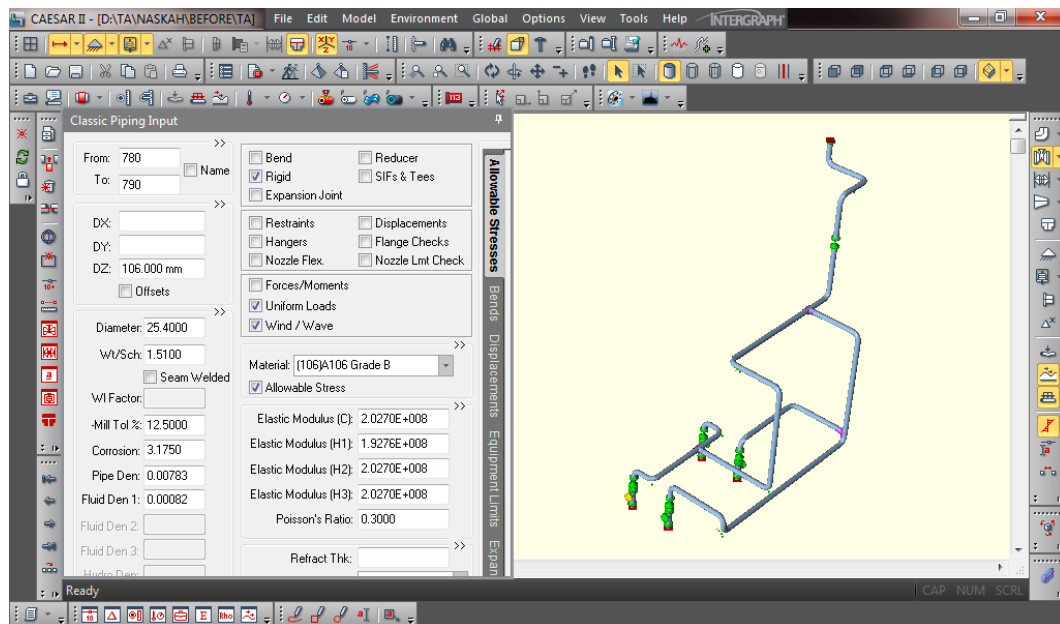 CAESAR II - [D:\TA\NASKAH\BEFORE\TA]
File Edit Model Environment Global Options View Tools Help
INTERGRAPH
Classic Piping Input
From: 780
To: 790
Name
>>
DX:
DY:
DZ: 106.000 mm
Offsets
>>
Diameter: 25.4000
Wt/Sch: 1.5100
Seam Welded
Wl Factor:
-Mill Tol %: 12.5000
Corrosion: 3.1750
Pipe Den: 0.00783
Fluid Den 1: 0.00082
Fluid Den 2:
Fluid Den 3:
Hydro Den:
>>
Bend Reducer
Rigid SIFs & Tees
Expansion Joint
Restraints Displacements
Hangers Flange Checks
Nozzle Flex. Nozzle Lmt Check
Forces/Moments
Uniform Loads
Wind / Wave
>>
Material: (106)A106 Grade B
Allowable Stress
>>
Elastic Modulus (C): 2.0270E+008
Elastic Modulus (H1): 1.9276E+008
Elastic Modulus (H2): 2.0270E+008
Elastic Modulus (H3): 2.0270E+008
Poisson's Ratio: 0.3000
>>
Refract Thk:
Allowable Stresses
Bends
Displacements
Equipment Limits
Expan
Ready
CAP NUM SCRL